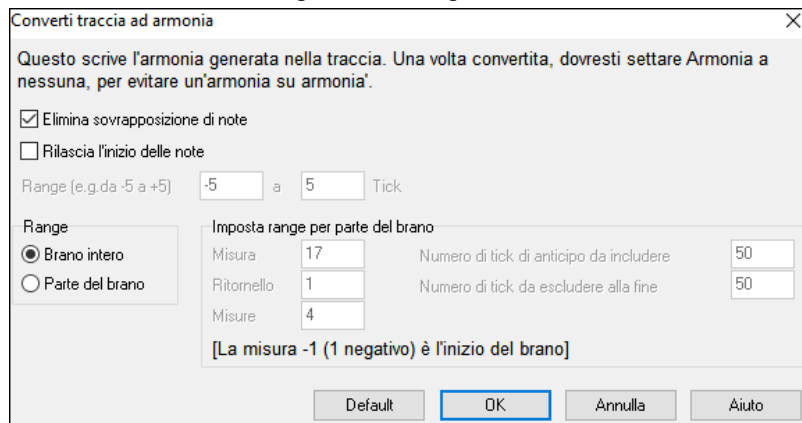 Converti traccia ad armonia
Questo scrive l'armonia generata nella traccia. Una volta convertita, dovresti settare Armonia a
nessuna, per evitare un'armonia su armonia'.
Elimina sovrapposizione di note
Rilascia l'inizio delle note
Range (e.g.da -5 a +5) -5 a 5 Tick
Range
Brano intero
Parte del brano
Imposta range per parte del brano
Misura 17 Numero di tick di anticipo da includere 50
Ritornello 1 Numero di tick da escludere alla fine 50
Misure 4
[La misura -1 (1 negativo) è l'inizio del brano]
Default OK Annulla Aiuto